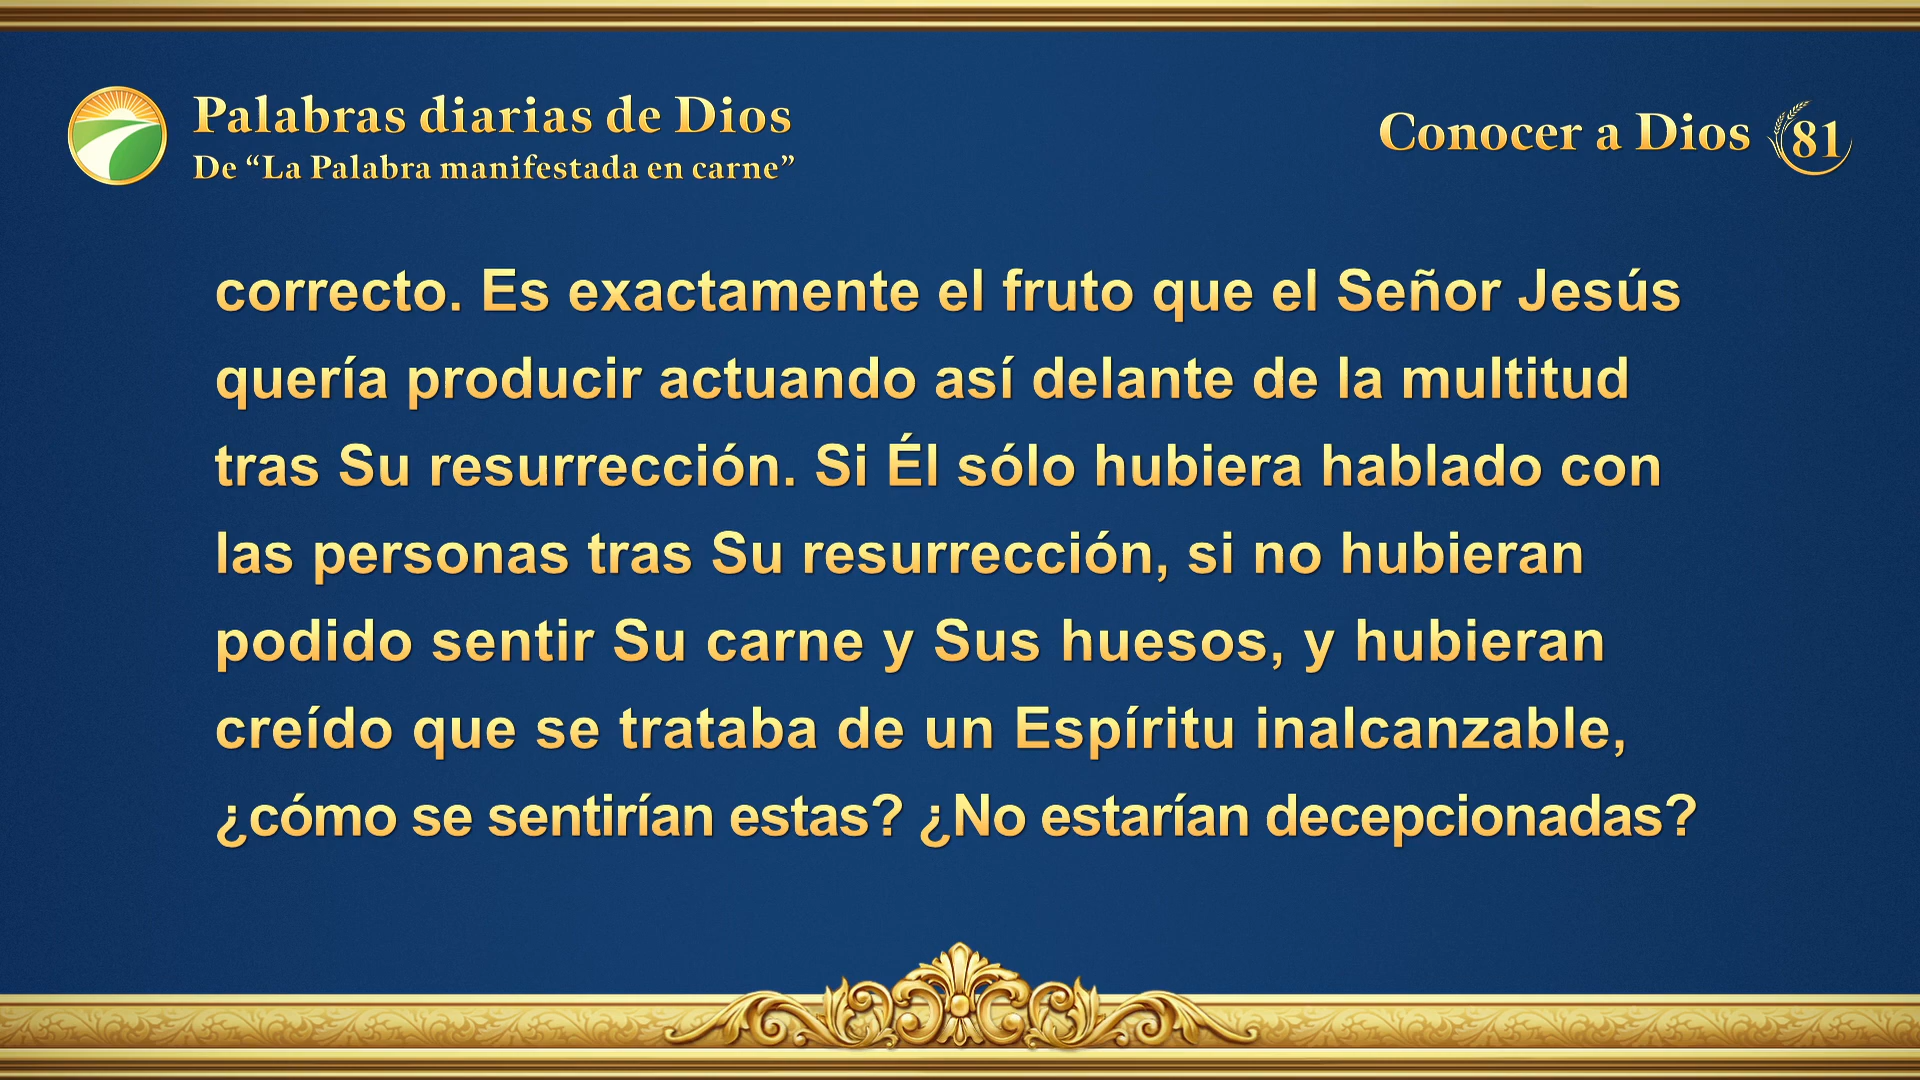 Palabras diarias de Dios
De “La Palabra manifestada en carne”
Conocer a Dios 81
correcto. Es exactamente el fruto que el Señor Jesús
quería producir actuando así delante de la multitud
tras Su resurrección. Si Él sólo hubiera hablado con
las personas tras Su resurrección, si no hubieran
podido sentir Su carne y Sus huesos, y hubieran
creído que se trataba de un Espíritu inalcanzable,
¿cómo se sentirían estas? ¿No estarían decepcionadas?